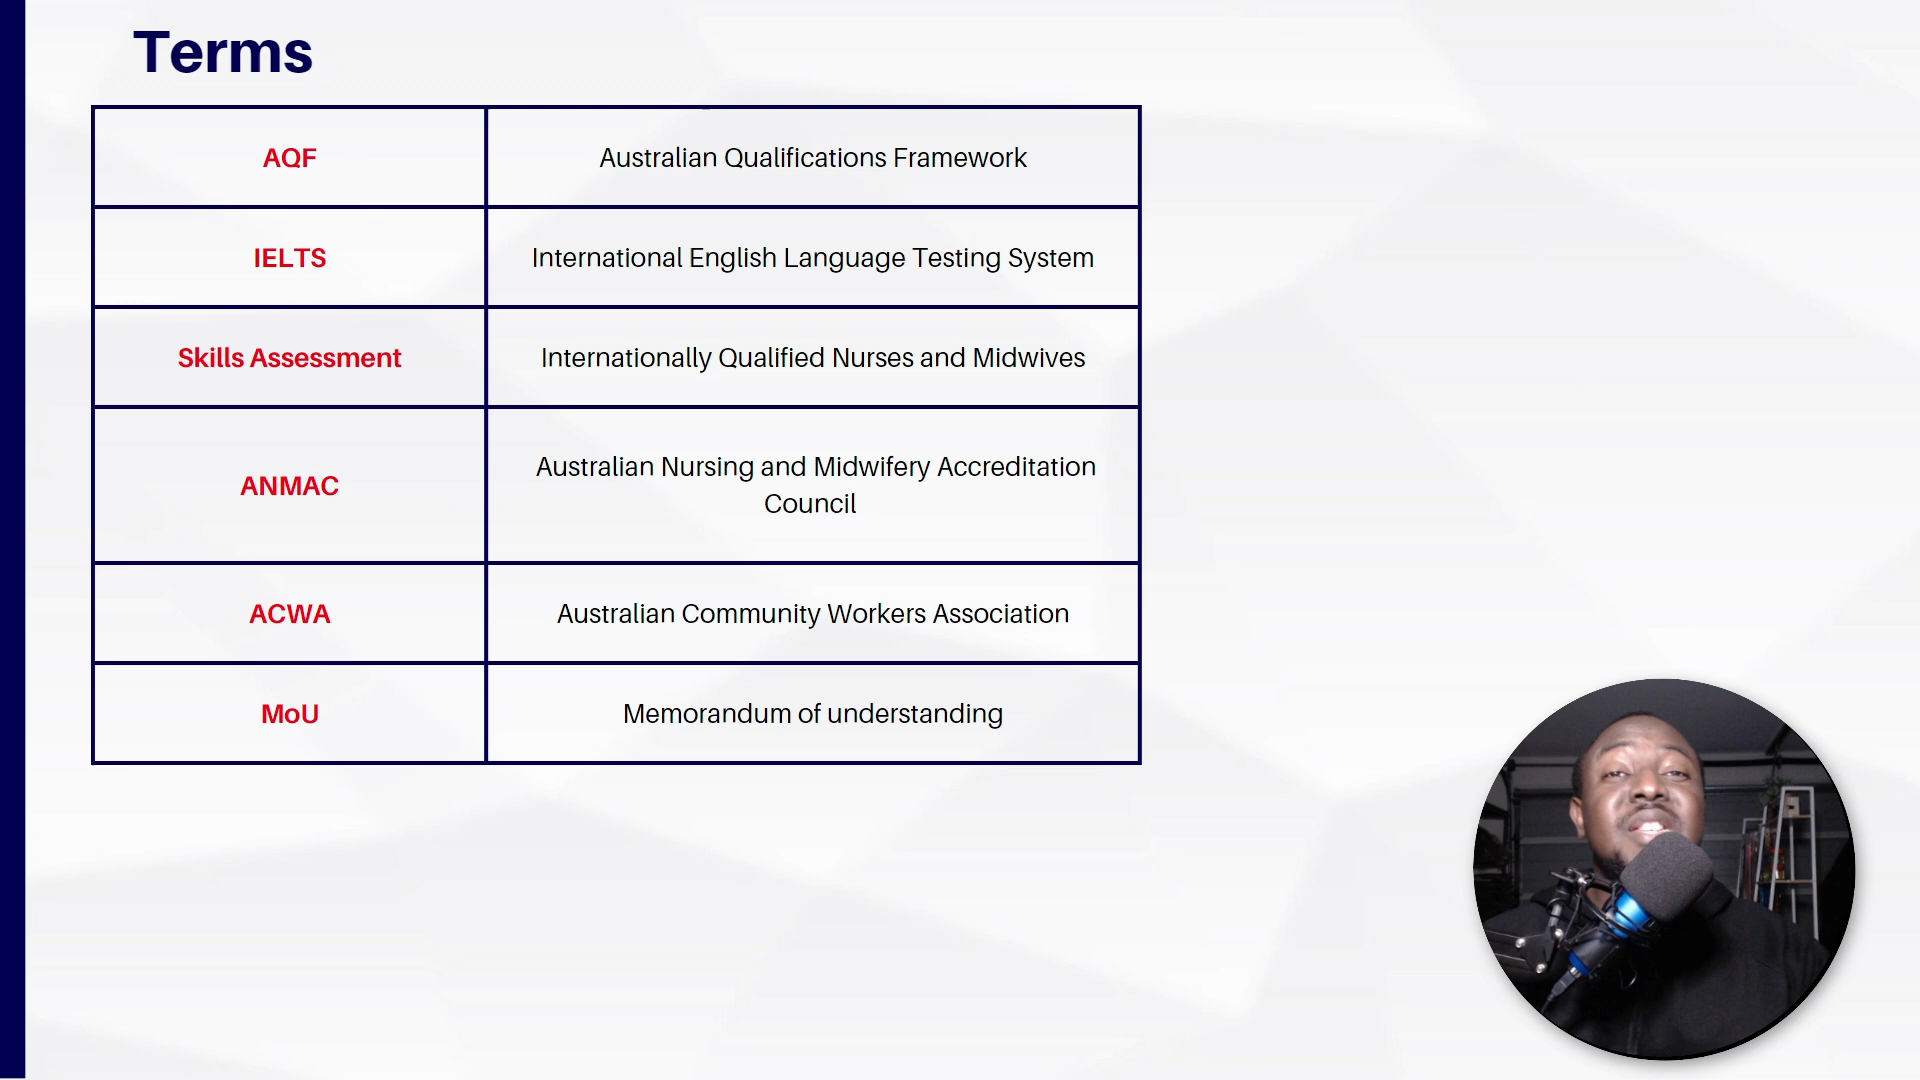 Terms
AQF
Australian Qualifications Framework
IELTS
International English Language Testing System
Skills Assessment
Internationally Qualified Nurses and Midwives
ANMAC
Australian Nursing and Midwifery Accreditation
Council
ACWA
Australian Community Workers Association
MoU
Memorandum of understanding